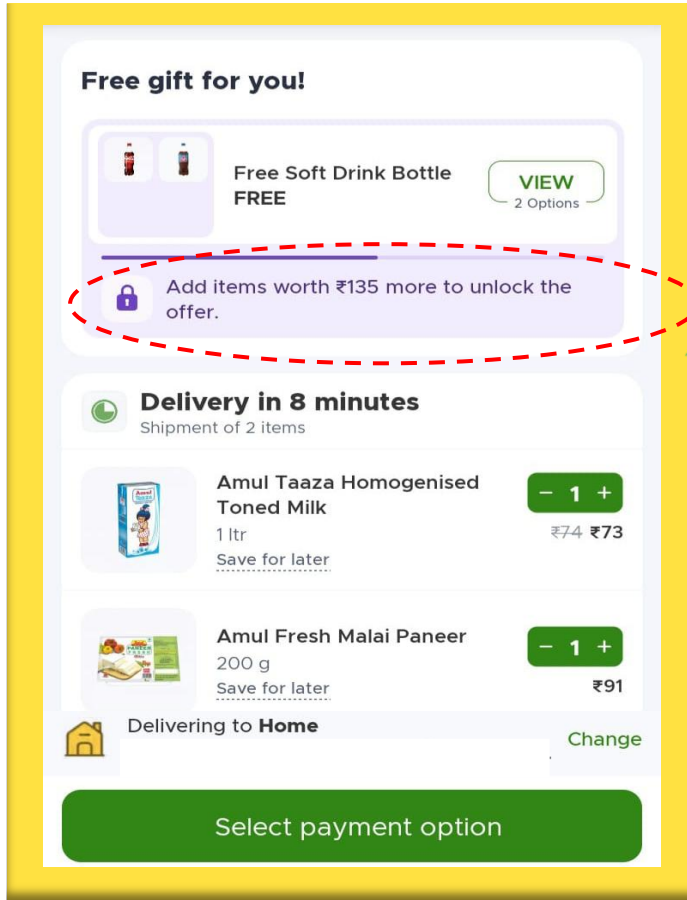 Free gift for you!
Free Soft Drink Bottle
FREE
VIEW
2 Options
Add items worth ₹135 more to unlock the
offer.
Delivery in 8 minutes
Shipment of 2 items
Amul Taaza Homogenised
Toned Milk
1 ltr
Save for later
− 1 +
₹74 ₹73
Amul Fresh Malai Paneer
200 g
Save for later
− 1 +
₹91
Delivering to Home
Change
Select payment option